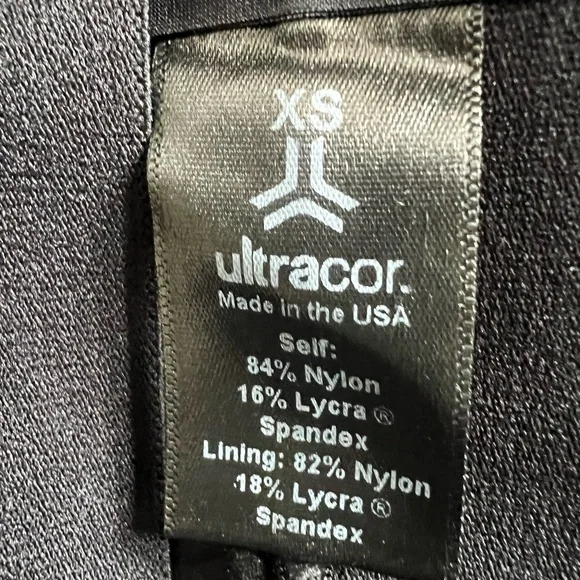 XS
ultracor.
Made in the USA
Self:
84% Nylon
16% Lycra ®
Spandex
Lining: 82% Nylon
18% Lycra ®
Spandex